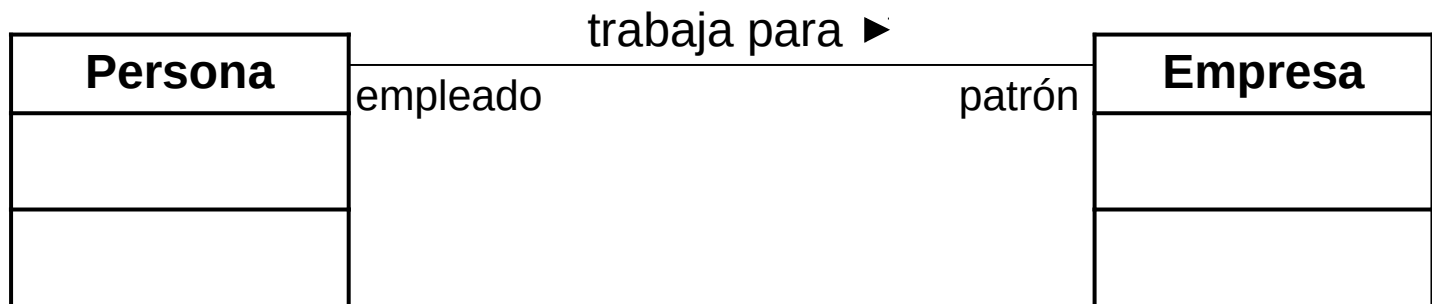 trabaja para ►
Persona
Empresa
empleado
patrón